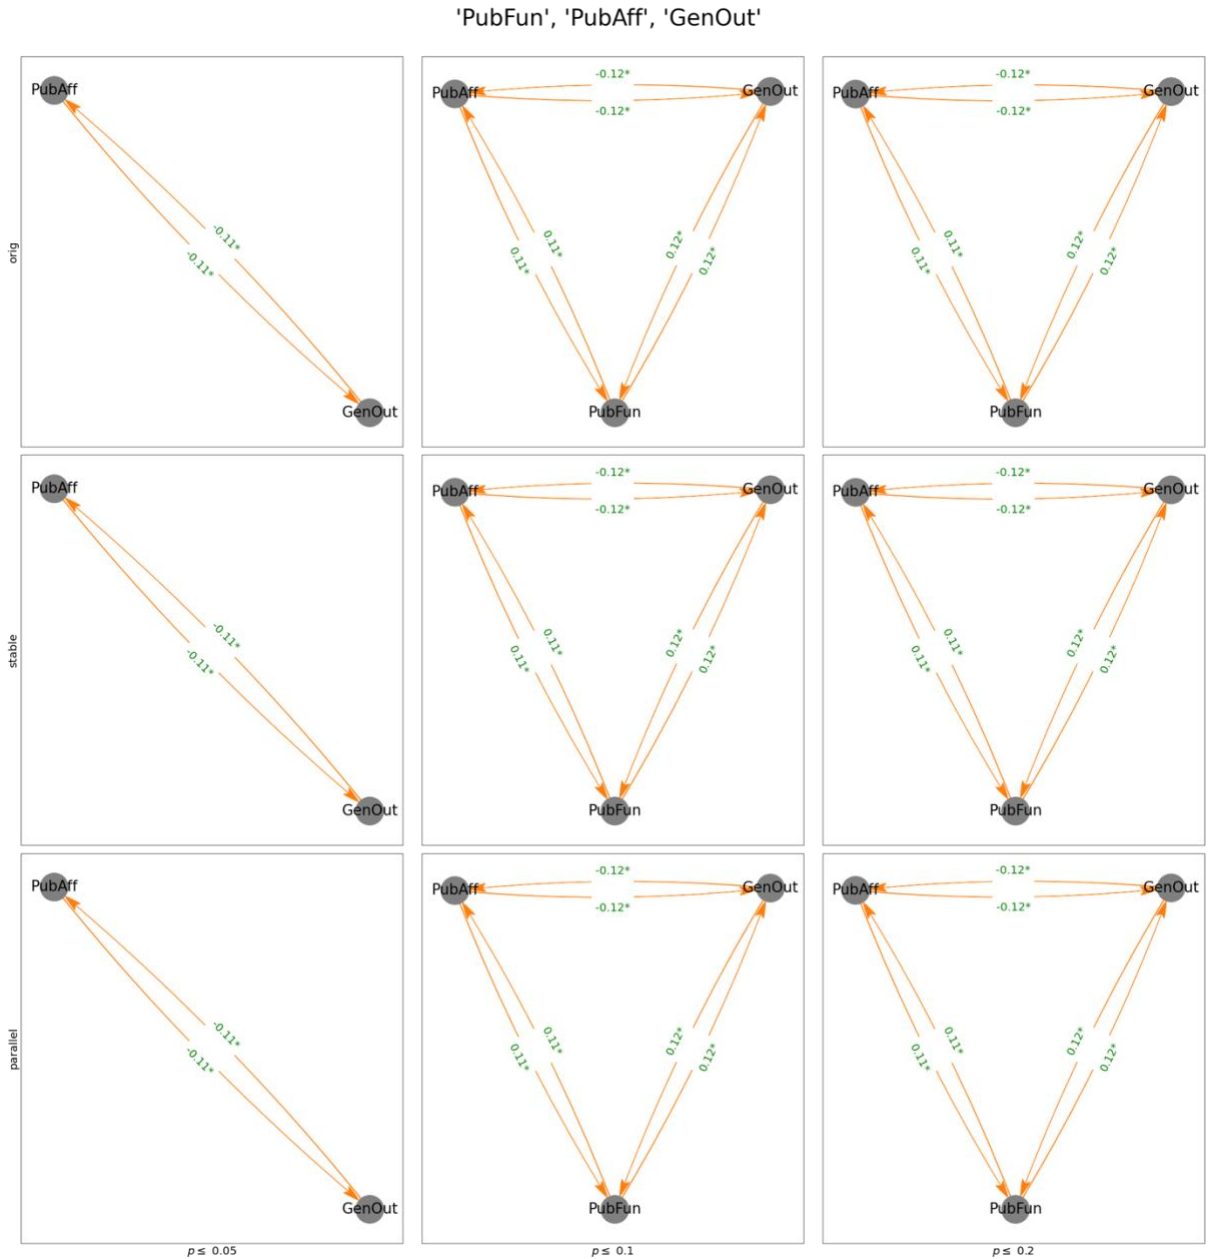 'PubFun', 'PubAff', 'GenOut'
PubAff
-0.11*
-0.11*
GenOut
orig
-0.12*
PubAff
GenOut
-0.12*
0.11*
0.11*
0.12*
0.12*
PubFun
-0.12*
PubAff
GenOut
-0.12*
0.11*
0.11*
0.12*
0.12*
PubFun
PubAff
-0.11*
-0.11*
GenOut
stable
-0.12*
PubAff
GenOut
-0.12*
0.11*
0.11*
0.12*
0.12*
PubFun
-0.12*
PubAff
GenOut
-0.12*
0.11*
0.11*
0.12*
0.12*
PubFun
PubAff
-0.11*
-0.11*
GenOut
parallel
-0.12*
PubAff
GenOut
-0.12*
0.11*
0.11*
0.12*
0.12*
PubFun
-0.12*
PubAff
GenOut
-0.12*
0.11*
0.11*
0.12*
0.12*
PubFun
p ≤ 0.05
p ≤ 0.1
p ≤ 0.2